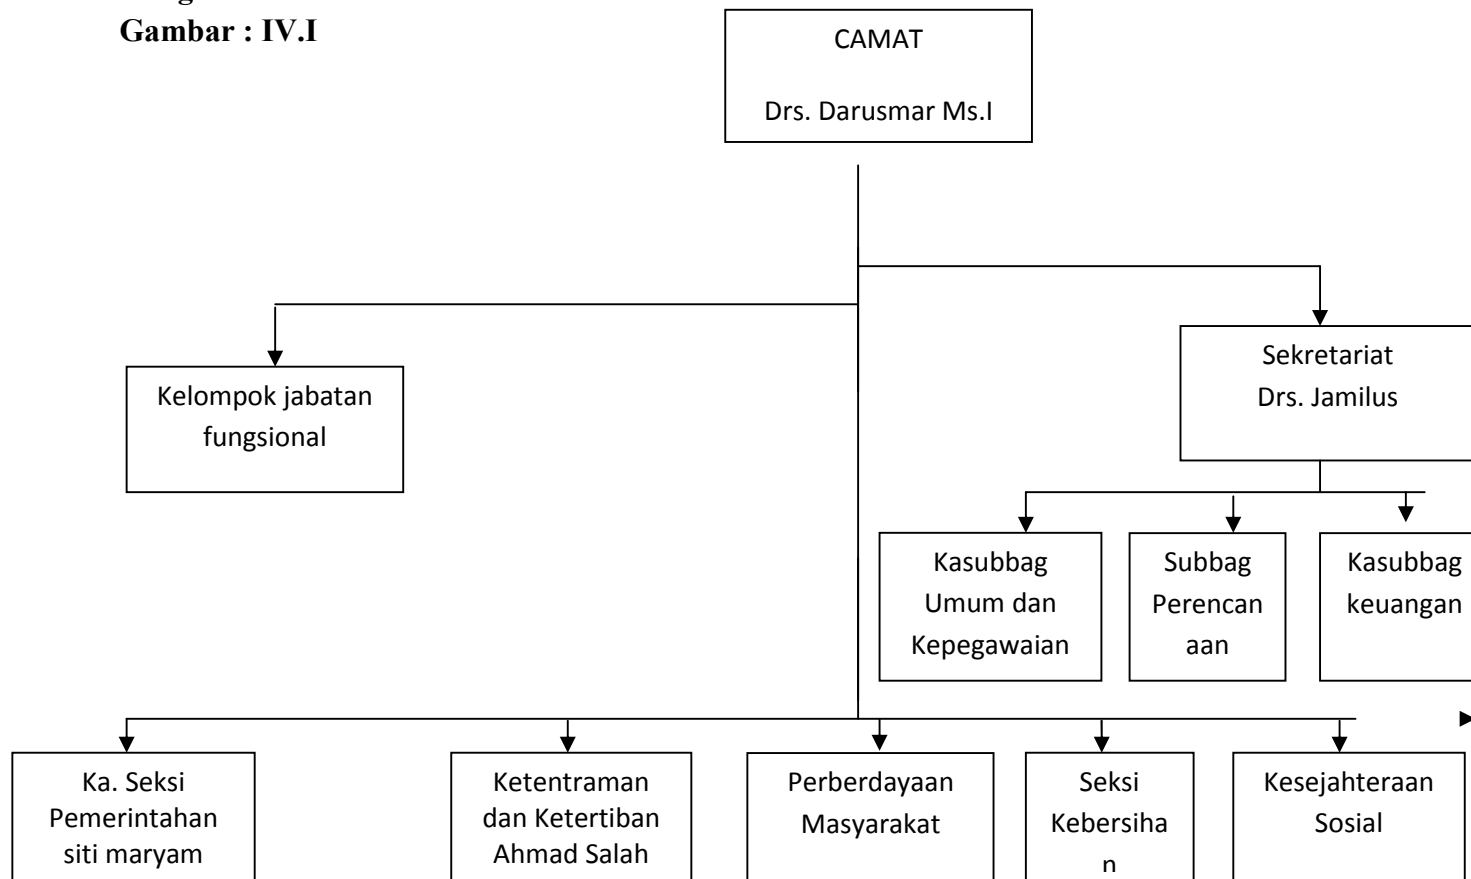 Gambar : IV.I
CAMAT
Drs. Darusmar Ms.I
Sekretariat
Drs. Jamilus
Kelompok jabatan
fungsional
Kasubbag
Umum dan
Kepegawaian
Subbag
Perencan
aan
Kasubbag
keuangan
Ka. Seksi
Pemerintahan
siti maryam
Ketentraman
dan Ketertiban
Ahmad Salah
Perberdayaan
Masyarakat
Seksi
Kebersiha
n
Kesejahteraan
Sosial